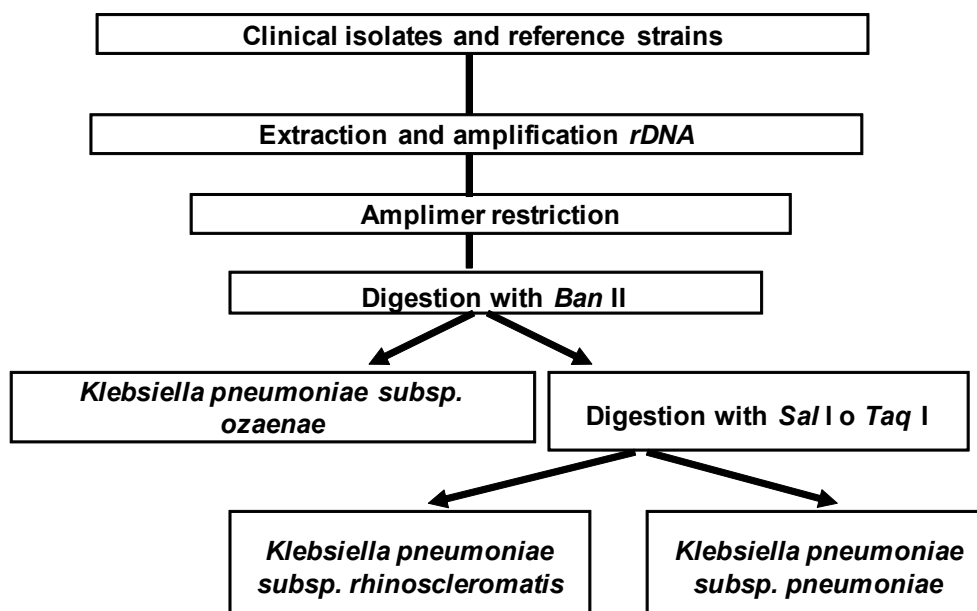 Clinical isolates and reference strains
Extraction and amplification rDNA
Amplimer restriction
Digestion with Ban II
Klebsiella pneumoniae subsp.
ozaenae
Digestion with Sal I o Taq I
Klebsiella pneumoniae
subsp. rhinoscleromatis
Klebsiella pneumoniae
subsp. pneumoniae